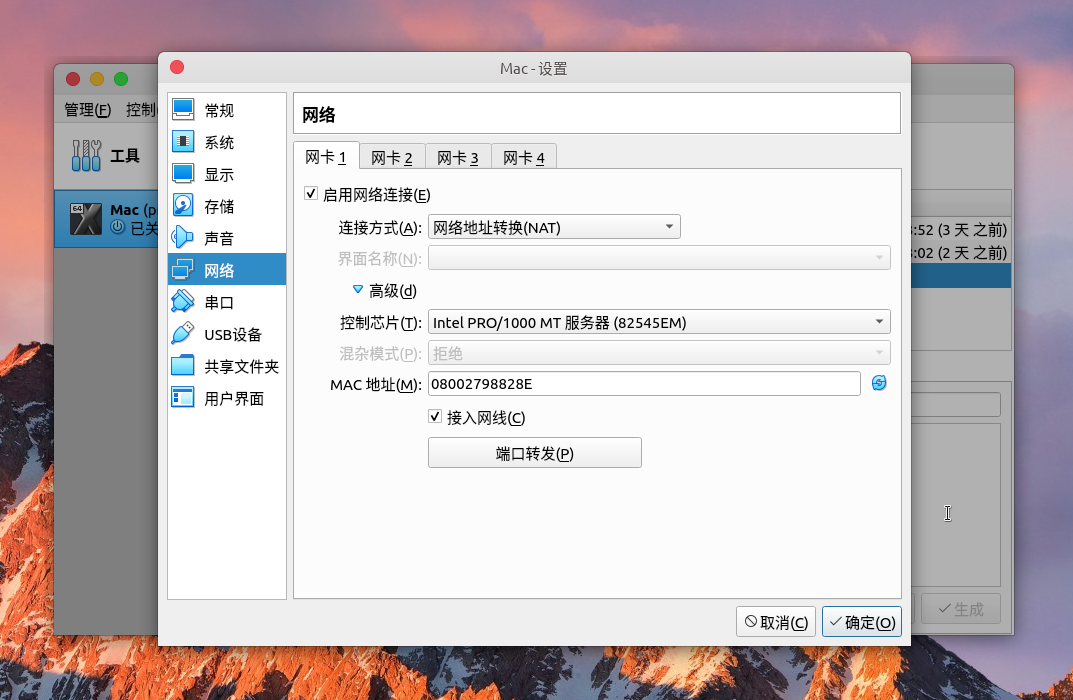 Mac - 设置
管理(F) 控制
工具
64
Mac (p
已关
:52 (3 天 之前)
:02 (2 天 之前)
生成
常规
系统
显示
存储
声音
网络
串口
USB设备
共享文件夹
用户界面
网络
网卡 1 网卡 2 网卡 3 网卡 4
启用网络连接(E)
连接方式(A): 网络地址转换(NAT)
界面名称(N):
高级(d)
控制芯片(T): Intel PRO/1000 MT 服务器 (82545EM)
混杂模式(P): 拒绝
MAC 地址(M): 08002798828E
接入网线(C)
端口转发(P)
取消(C) 确定(O)